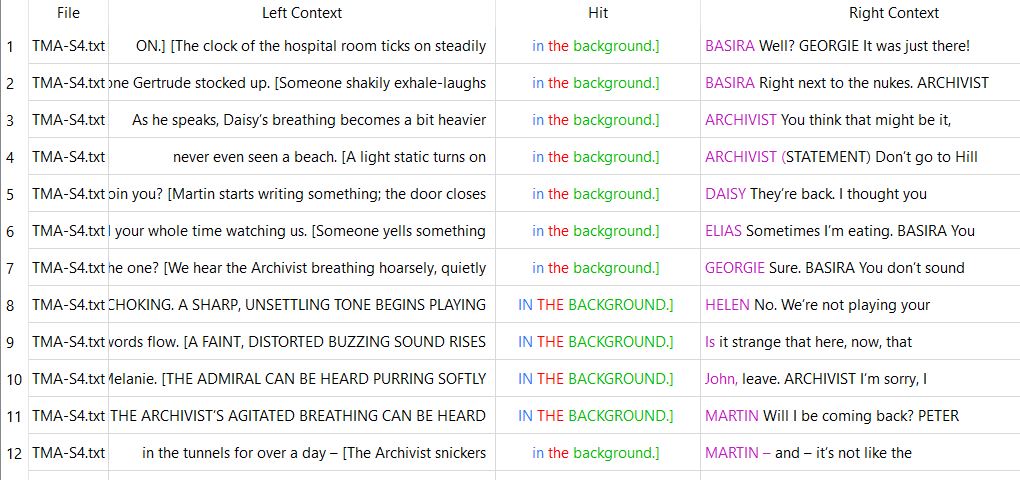 File Left Context Hit Right Context
1 TMA-S4.txt ON.] [The clock of the hospital room ticks on steadily in the background.] BASIRA Well? GEORGIE It was just there!
2 TMA-S4.txt one Gertrude stocked up. [Someone shakily exhale-laughs in the background.] BASIRA Right next to the nukes. ARCHIVIST
3 TMA-S4.txt As he speaks, Daisy’s breathing becomes a bit heavier in the background.] ARCHIVIST You think that might be it,
4 TMA-S4.txt never even seen a beach. [A light static turns on in the background.] ARCHIVIST (STATEMENT) Don’t go to Hill
5 TMA-S4.txt oin you? [Martin starts writing something; the door closes in the background.] DAISY They’re back. I thought you
6 TMA-S4.txt your whole time watching us. [Someone yells something in the background.] ELIAS Sometimes I’m eating. BASIRA You
7 TMA-S4.txt he one? [We hear the Archivist breathing hoarsely, quietly in the background.] GEORGIE Sure. BASIRA You don’t sound
8 TMA-S4.txt CHOKING. A SHARP, UNSETTLING TONE BEGINS PLAYING IN THE BACKGROUND.] HELEN No. We’re not playing your
9 TMA-S4.txt words flow. [A FAINT, DISTORTED BUZZING SOUND RISES IN THE BACKGROUND.] Is it strange that here, now, that
10 TMA-S4.txt Melanie. [THE ADMIRAL CAN BE HEARD PURRING SOFTLY IN THE BACKGROUND.] John, leave. ARCHIVIST I’m sorry, I
11 TMA-S4.txt THE ARCHIVIST’S AGITATED BREATHING CAN BE HEARD IN THE BACKGROUND.] MARTIN Will I be coming back? PETER
12 TMA-S4.txt in the tunnels for over a day – [The Archivist snickers in the background.] MARTIN – and – it’s not like the